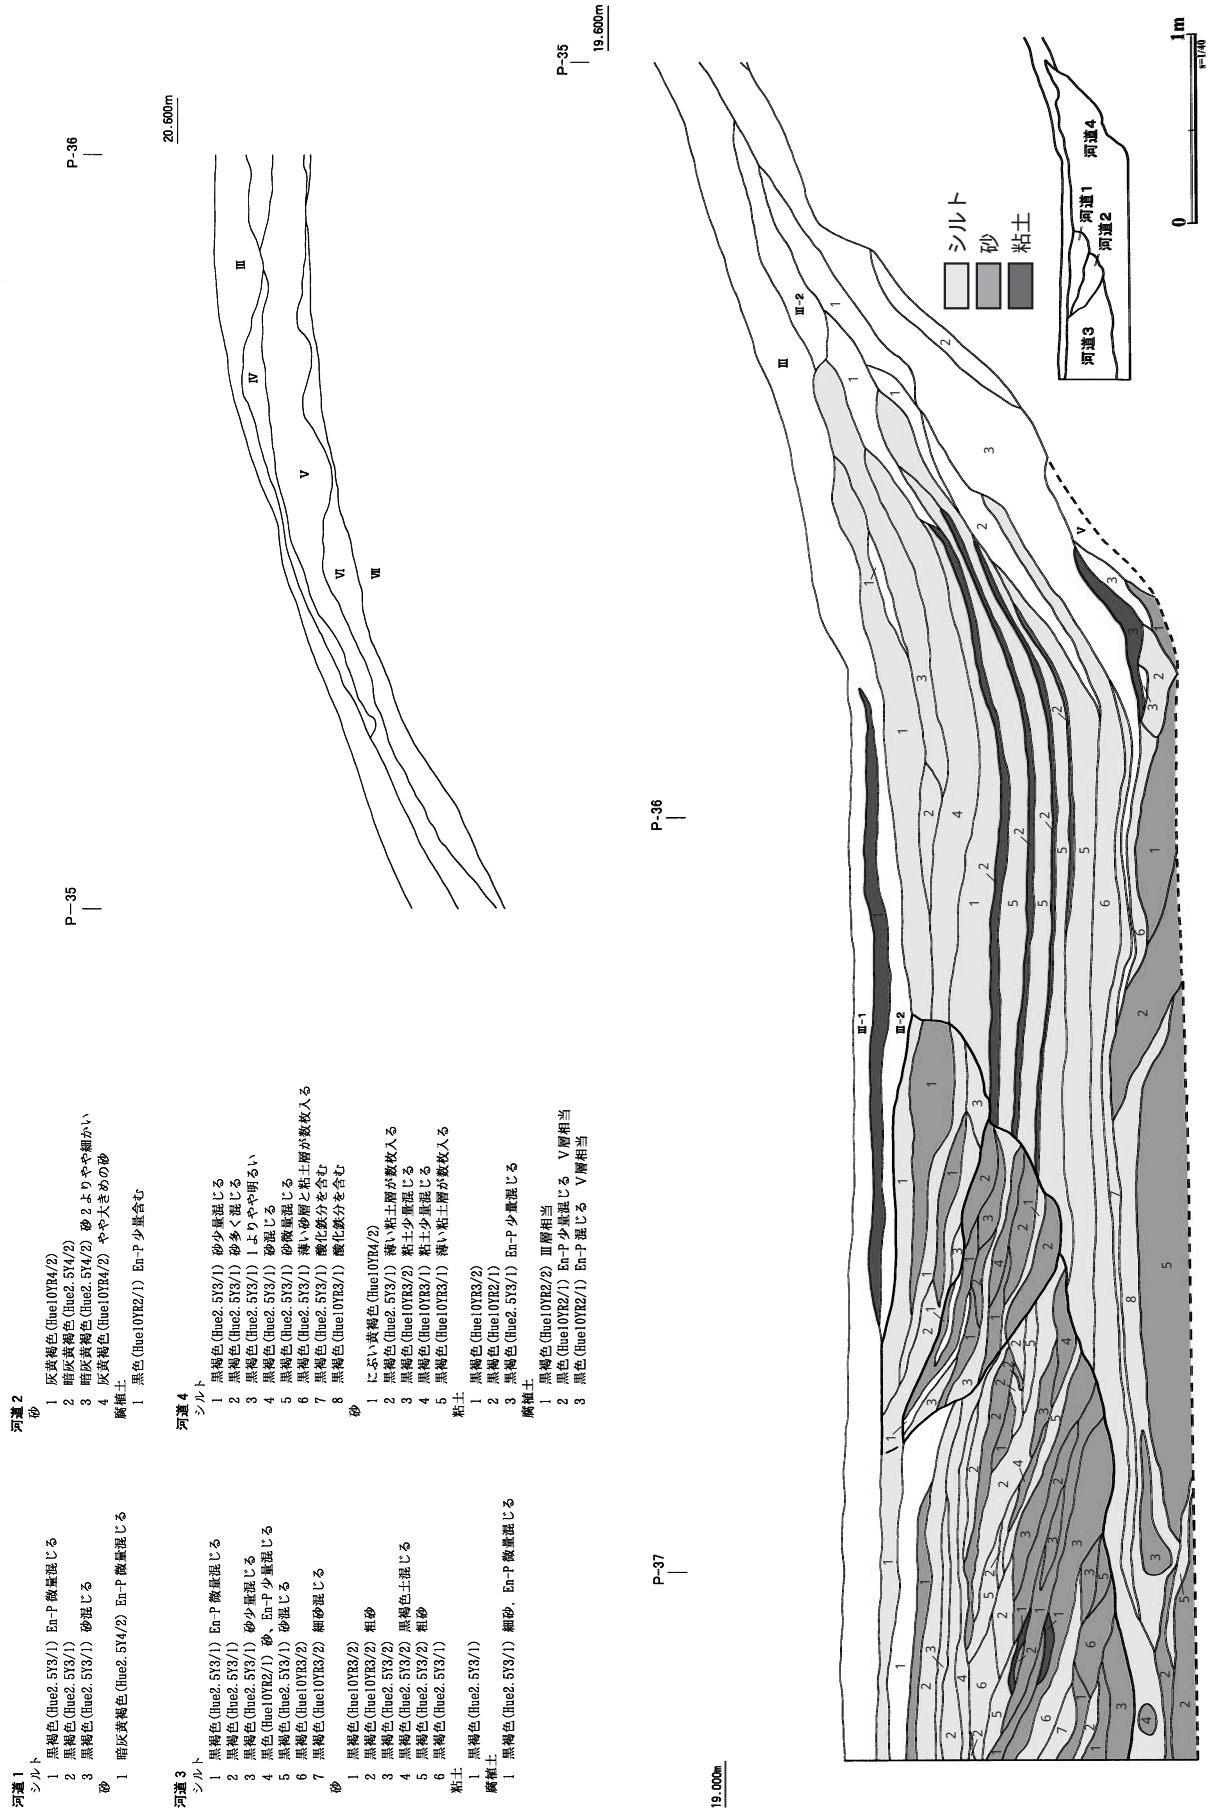 河道1
シルト
1 黒褐色(Hue2.5Y3/1) En-P 微量混じる
2 黒褐色(Hue2.5Y3/1)
3 黒褐色(Hue2.5Y3/1) 砂混じる
砂
1 暗灰黄褐色(Hue2.5Y4/2) En-P 微量混じる
河道2
砂
1 灰黄褐色(Hue10YR4/2)
2 暗灰黄褐色(Hue2.5Y4/2)
3 暗灰黄褐色(Hue2.5Y4/2) 砂2よりやや細かい
4 灰黄褐色(Hue10YR4/2) やや大きめの砂
腐植土
1 黒色(Hue10YR2/1) En-P 少量含む
河道3
シルト
1 黒褐色(Hue2.5Y3/1) En-P 微量混じる
2 黒褐色(Hue2.5Y3/1)
3 黒褐色(Hue2.5Y3/1) 砂少量混じる
4 黒色(Hue10YR2/1) 砂、En-P 少量混じる
5 黒褐色(Hue2.5Y3/1) 砂混じる
6 黒褐色(Hue10YR3/2)
7 黒褐色(Hue10YR3/2) 細砂混じる
砂
1 黒褐色(Hue10YR3/2)
2 黒褐色(Hue10YR3/2) 粗砂
3 黒褐色(Hue2.5Y3/2)
4 黒褐色(Hue2.5Y3/2) 黒褐色土混じる
5 黒褐色(Hue2.5Y3/2) 粗砂
6 黒褐色(Hue2.5Y3/1)
粘土
1 黒褐色(Hue2.5Y3/1)
腐植土
1 黒褐色(Hue2.5Y3/1) 細砂、En-P 微量混じる
河道4
シルト
1 黒褐色(Hue2.5Y3/1) 砂少量混じる
2 黒褐色(Hue2.5Y3/1) 砂多く混じる
3 黒褐色(Hue2.5Y3/1) 1よりやや明るい
4 黒褐色(Hue2.5Y3/1) 砂混じる
5 黒褐色(Hue2.5Y3/1) 砂微量混じる
6 黒褐色(Hue2.5Y3/1) 薄い砂層と粘土層が数枚入る
7 黒褐色(Hue2.5Y3/1) 酸化鉄分を含む
8 黒褐色(Hue10YR3/1) 酸化鉄分を含む
砂
1 にぶい黄褐色(Hue10YR4/2)
2 黒褐色(Hue2.5Y3/1) 薄い粘土層が数枚入る
3 黒褐色(Hue10YR3/2) 粘土少量混じる
4 黒褐色(Hue10YR3/1) 粘土少量混じる
5 黒褐色(Hue10YR3/1) 薄い粘土層が数枚入る
粘土
1 黒褐色(Hue10YR3/2)
2 黒褐色(Hue10YR2/1)
3 黒褐色(Hue2.5Y3/1) En-P 少量混じる
腐植土
1 黒褐色(Hue10YR2/2) Ⅲ層相当
2 黒色(Hue10YR2/1) En-P 少量混じる Ⅴ層相当
3 黒色(Hue10YR2/1) En-P 混じる Ⅴ層相当
P-35
P-36
20.600m
Ⅲ
Ⅳ
Ⅴ
Ⅵ
Ⅶ
19.000m
P-37
P-36
P-35
19.600m
Ⅲ-1
Ⅲ-2
Ⅲ
Ⅲ-2
Ⅴ
シルト
砂
粘土
河道3
河道1
河道2
河道4
0
1m
s=1/40